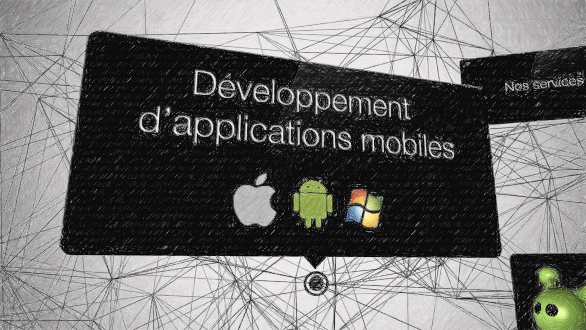 Développement
d'applications mobiles
Nos services